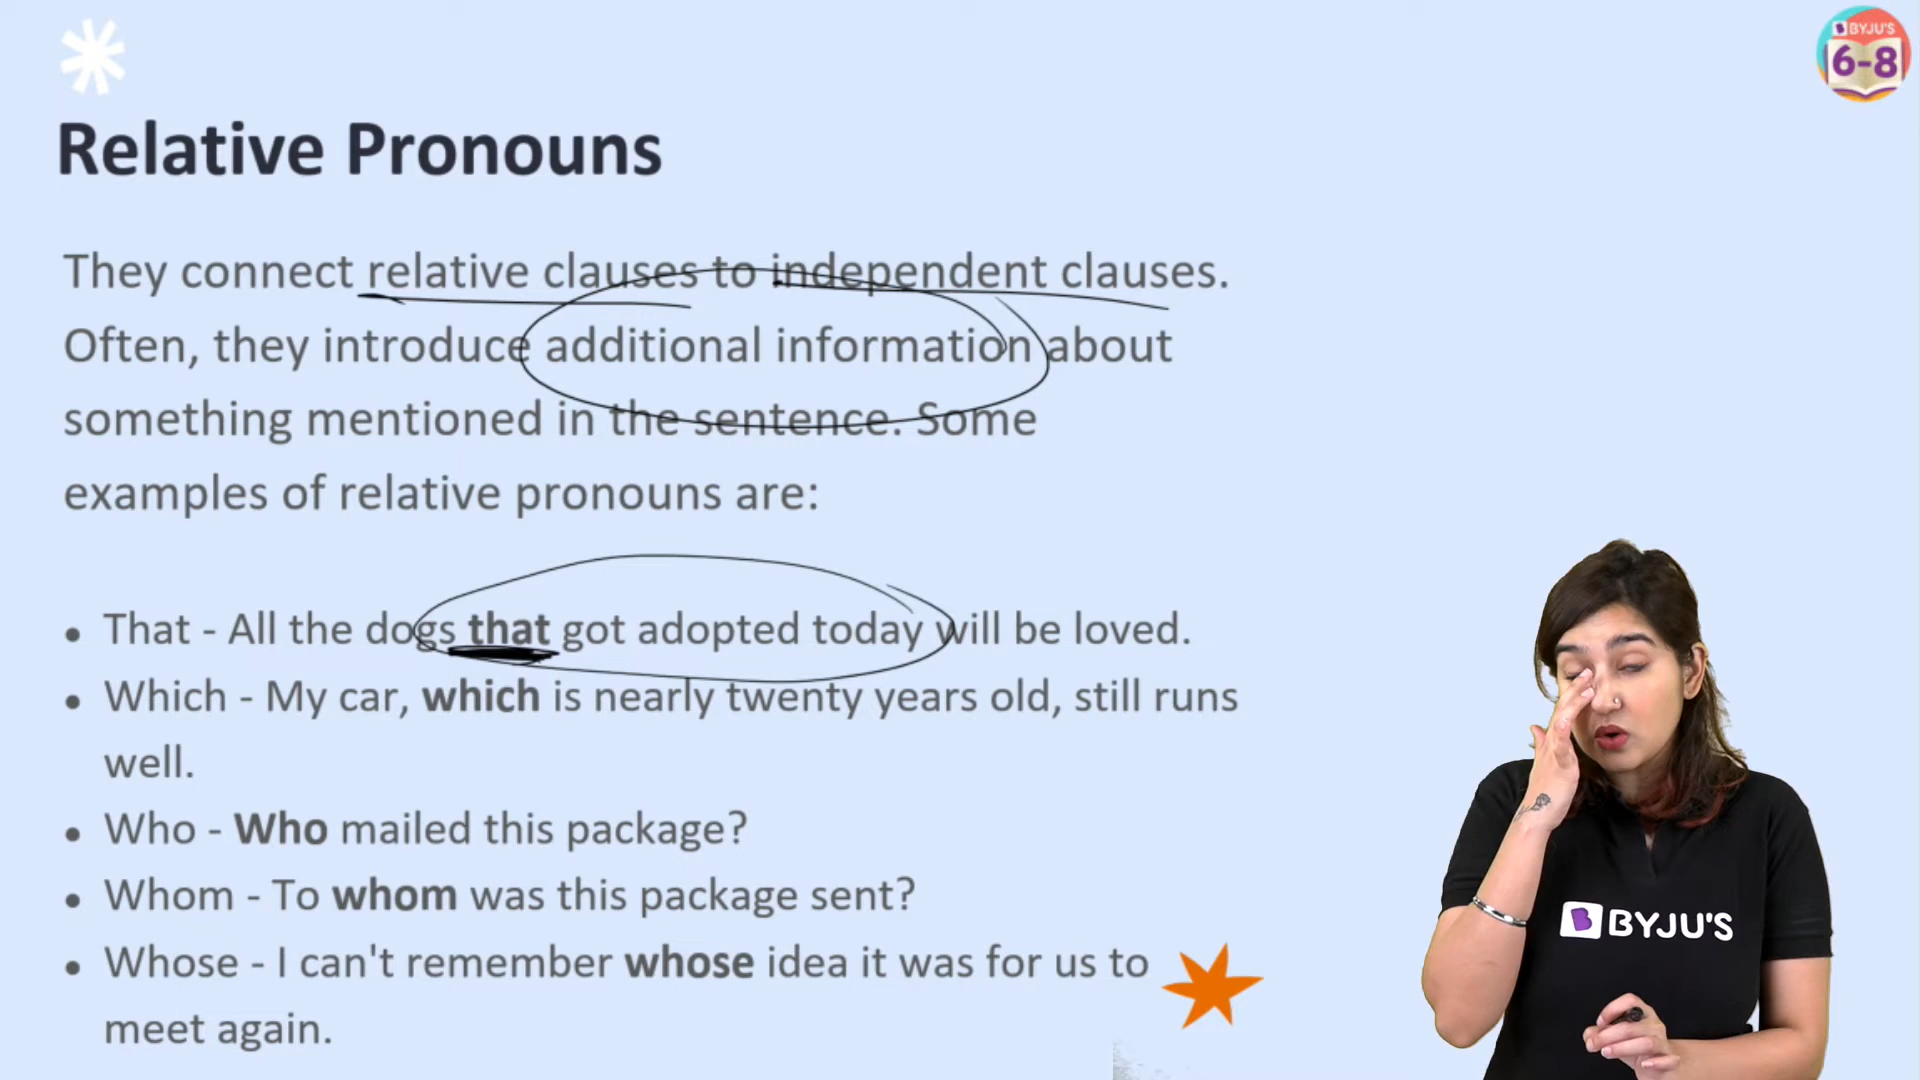 BYJU'S
6-8
Relative Pronouns
They connect relative clauses to independent clauses.
Often, they introduce additional information about
something mentioned in the sentence. Some
examples of relative pronouns are:
• That - All the dogs that got adopted today will be loved.
• Which - My car, which is nearly twenty years old, still runs
well.
• Who - Who mailed this package?
• Whom - To whom was this package sent?
• Whose - I can't remember whose idea it was for us to
meet again.
B BYJU'S